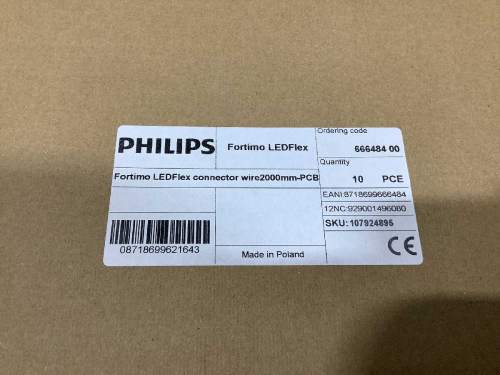 PHILIPS
Fortimo LEDFlex
Ordering code
666484 00
Fortimo LEDFlex connector wire2000mm-PCB
Quantity
10 PCE
EANI:8718699666484
12NC:929001496080
SKU: 107924895
08718699621643
Made in Poland
CE